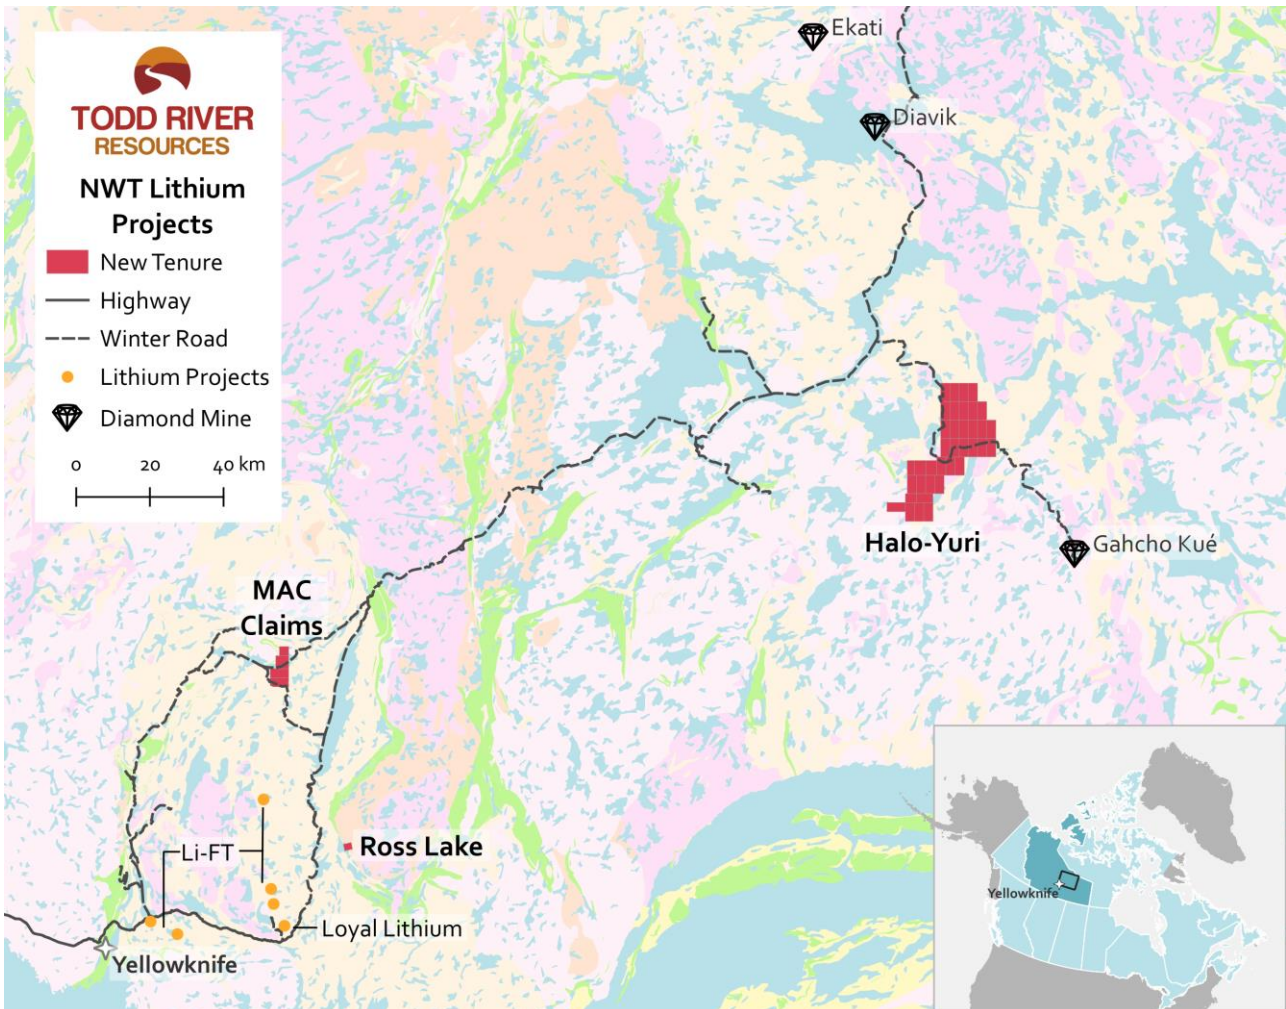 TODD RIVER
RESOURCES
NWT Lithium
Projects
New Tenure
Highway
Winter Road
Lithium Projects
Diamond Mine
0 20 40 km
Ekati
Diavik
Halo-Yuri
Gahcho Kué
MAC
Claims
Li-FT
Ross Lake
Loyal Lithium
Yellowknife
Yellowknife